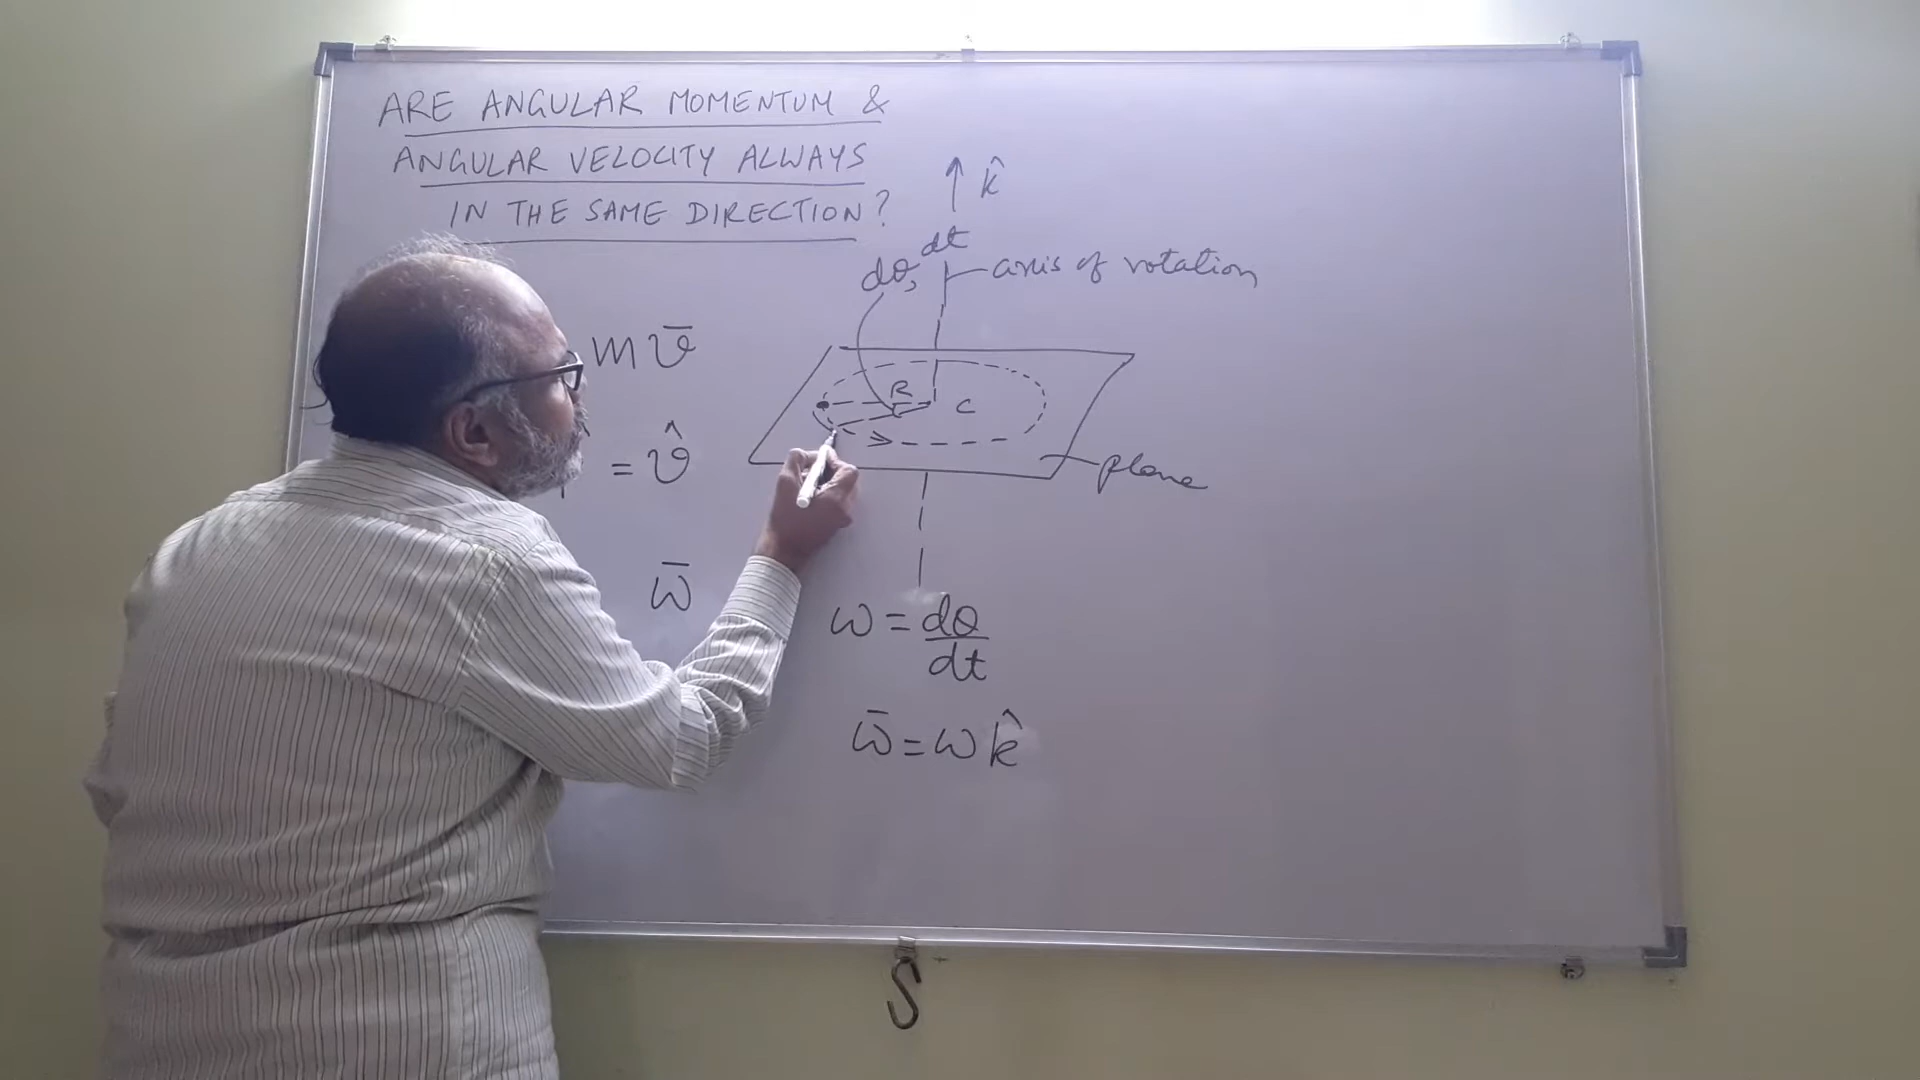 ARE ANGULAR MOMENTUM &
ANGULAR VELOCITY ALWAYS
IN THE SAME DIRECTION?
k̂
dθ, dt
axis of rotation
m v̄
R
C
= v̂
plane
ω̄
ω = dθ/dt
ω̄ = ω k̂